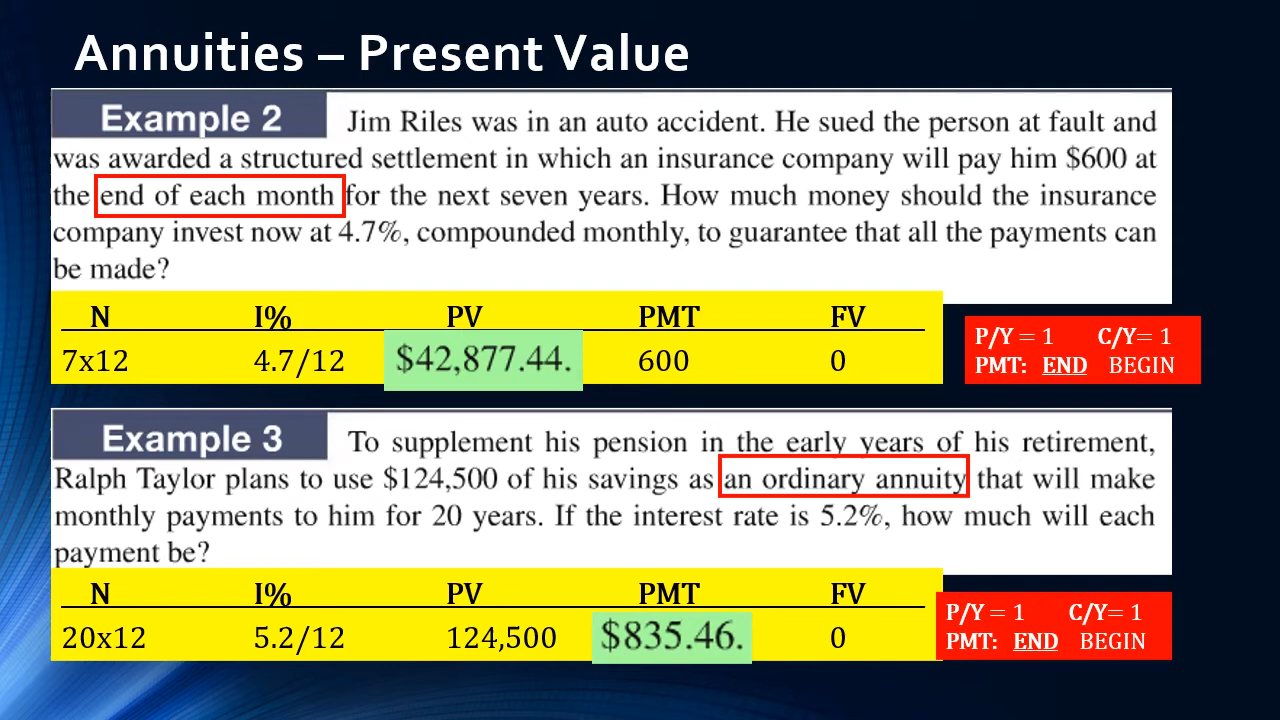 Annuities – Present Value
Example 2 Jim Riles was in an auto accident. He sued the person at fault and
was awarded a structured settlement in which an insurance company will pay him $600 at
the end of each month for the next seven years. How much money should the insurance
company invest now at 4.7%, compounded monthly, to guarantee that all the payments can
be made?
N I% PV PMT FV
7x12 4.7/12 $42,877.44. 600 0
P/Y = 1 C/Y= 1
PMT: END BEGIN
Example 3 To supplement his pension in the early years of his retirement,
Ralph Taylor plans to use $124,500 of his savings as an ordinary annuity that will make
monthly payments to him for 20 years. If the interest rate is 5.2%, how much will each
payment be?
N I% PV PMT FV
20x12 5.2/12 124,500 $835.46. 0
P/Y = 1 C/Y= 1
PMT: END BEGIN